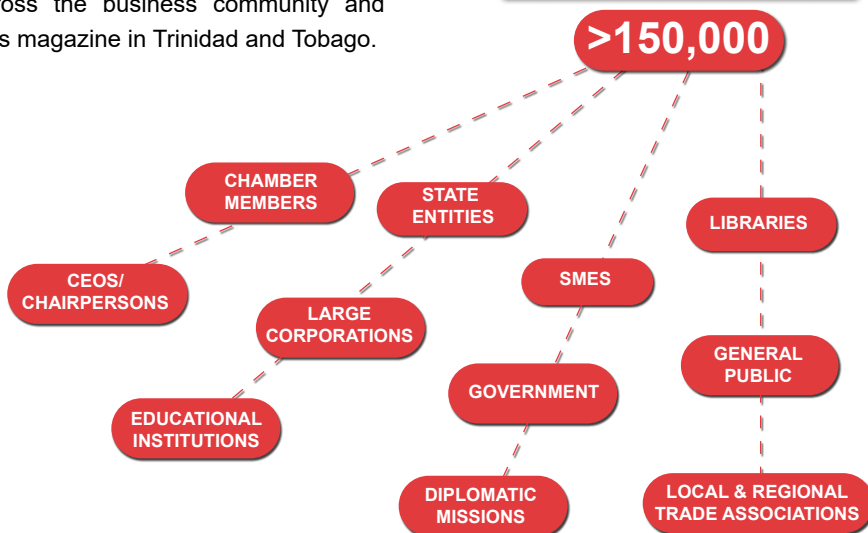 the business community and
magazine in Trinidad and Tobago.
>150,000
CHAMBER
MEMBERS
STATE
ENTITIES
LIBRARIES
CEOS/
CHAIRPERSONS
SMES
LARGE
CORPORATIONS
GENERAL
PUBLIC
GOVERNMENT
EDUCATIONAL
INSTITUTIONS
DIPLOMATIC
MISSIONS
LOCAL & REGIONAL
TRADE ASSOCIATIONS